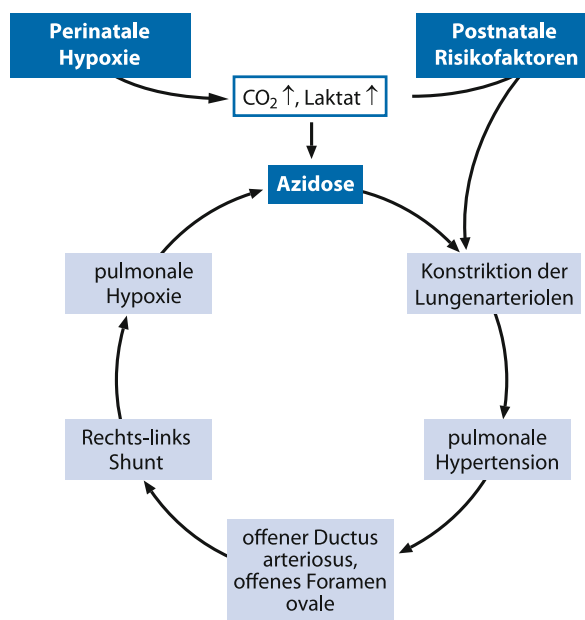 Perinatale
Hypoxie
Postnatale
Risikofaktoren
CO₂ ↑, Laktat ↑
Azidose
pulmonale
Hypoxie
Konstriktion der
Lungenarteriolen
Rechts-links
Shunt
pulmonale
Hypertension
offener Ductus
arteriosus,
offenes Foramen
ovale